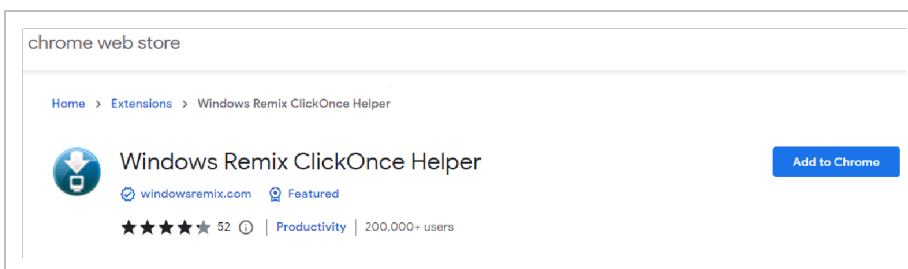 chrome web store
Home > Extensions > Windows Remix ClickOnce Helper
Windows Remix ClickOnce Helper
Add to Chrome
windowsremix.com Featured
52 | Productivity | 200,000+ users